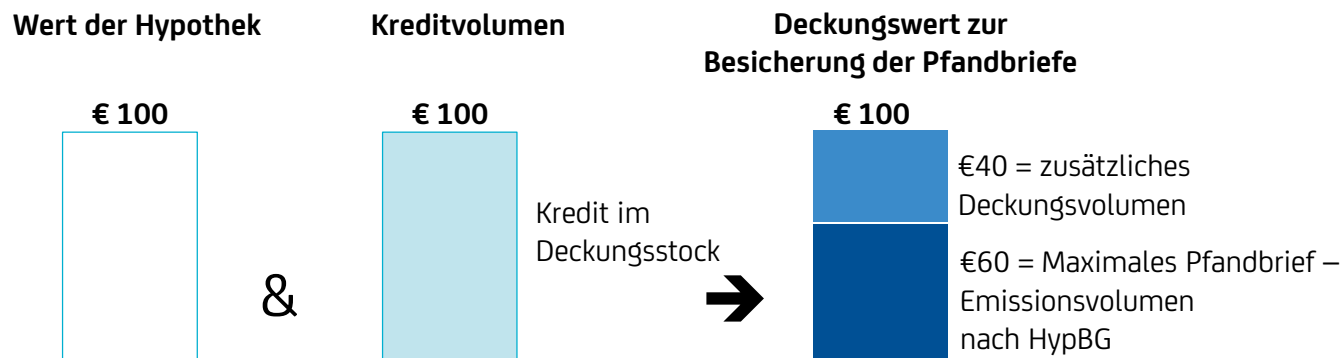 Wert der Hypothek
Kreditvolumen
Deckungswert zur
Besicherung der Pfandbriefe
€ 100
€ 100
€ 100
Kredit im
Deckungsstock
€40 = zusätzliches
Deckungsvolumen
&
€60 = Maximales Pfandbrief –
Emissionsvolumen
nach HypBG